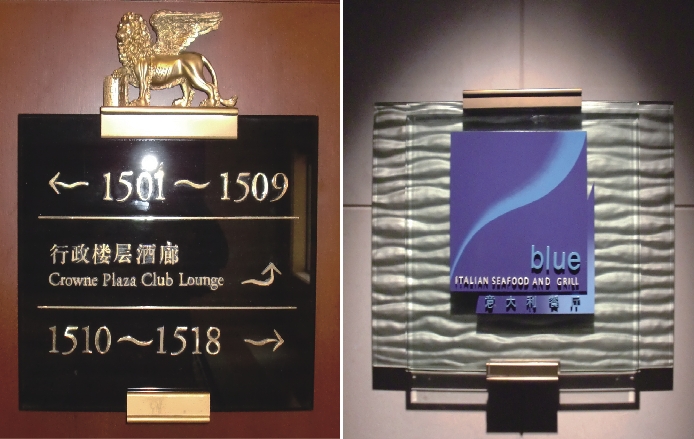 ← 1501～1509
行政楼层酒廊
Crowne Plaza Club Lounge
1510～1518 →
blue
ITALIAN SEAFOOD AND GRILL
意大利餐厅